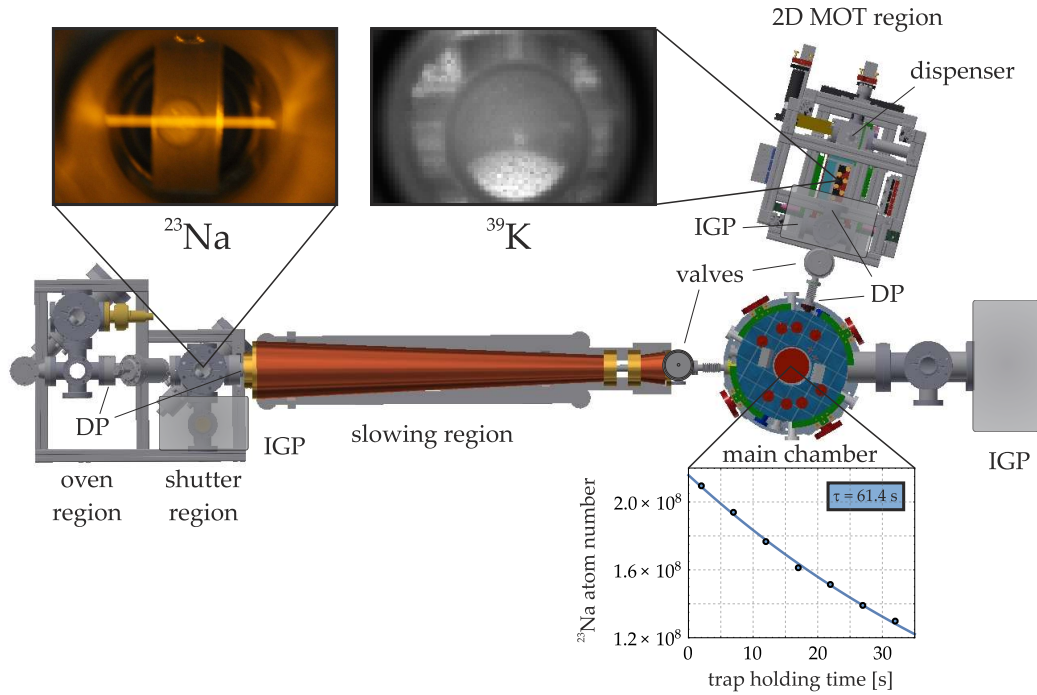 2D MOT region
dispenser
²³Na
³⁹K
IGP
valves
DP
DP
IGP
slowing region
IGP
oven
region
shutter
region
main chamber
τ = 61.4 s
²³Na atom number
2.0 × 10⁸
1.6 × 10⁸
1.2 × 10⁸
0
10
20
30
trap holding time [s]